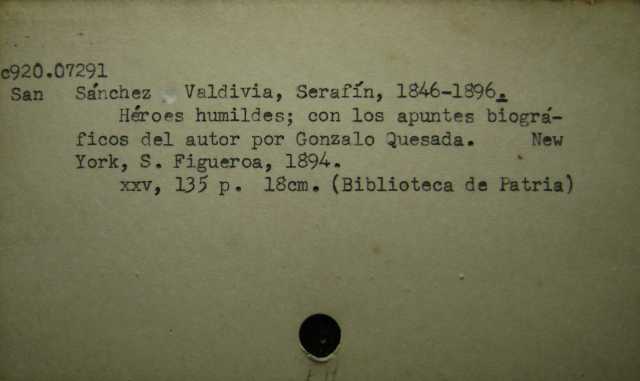 c920.07291
San Sánchez Valdivia, Serafín, 1846-1896.
Héroes humildes; con los apuntes biográ-
ficos del autor por Gonzalo Quesada. New
York, S. Figueroa, 1894.
xxv, 135 p. 18cm. (Biblioteca de Patria)